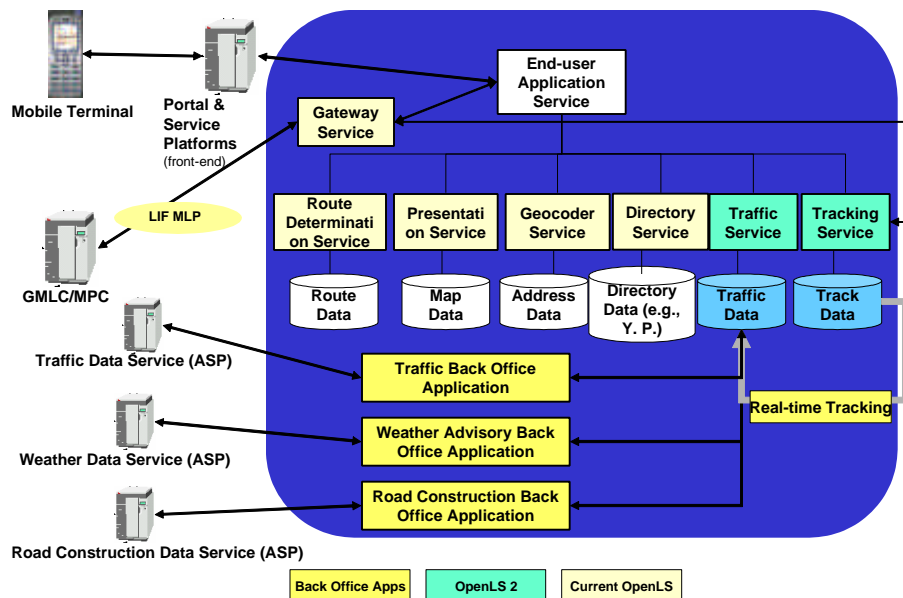 End-user
Application
Service
Mobile Terminal
Portal &
Service
Platforms
(front-end)
Gateway
Service
LIF MLP
GMLC/MPC
Route
Determinati
on Service
Presentati
on Service
Geocoder
Service
Directory
Service
Traffic
Service
Tracking
Service
Route
Data
Map
Data
Address
Data
Directory
Data (e.g.,
Y. P.)
Traffic
Data
Track
Data
Traffic Data Service (ASP)
Traffic Back Office
Application
Real-time Tracking
Weather Data Service (ASP)
Weather Advisory Back
Office Application
Road Construction Data Service (ASP)
Road Construction Back
Office Application
Back Office Apps
OpenLS 2
Current OpenLS